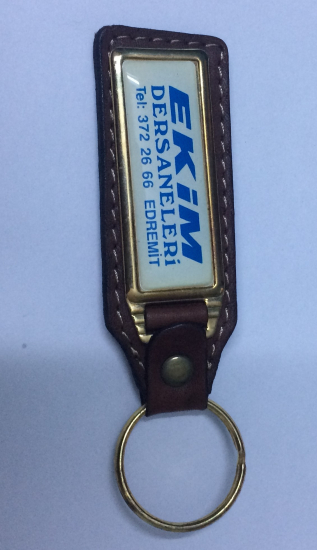 EKİM
DERSANELERİ
Tel: 372 26 66 EDREMİT